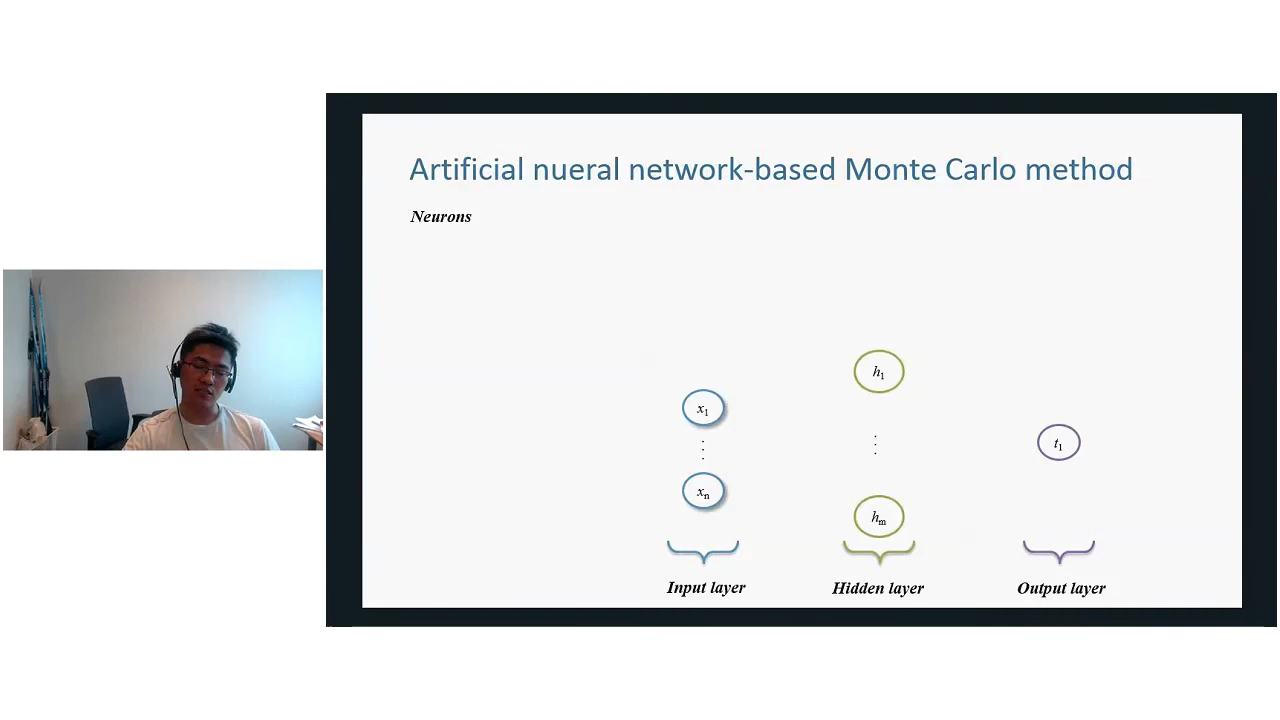 Artificial nueral network-based Monte Carlo method
Neurons
h1
x1
t1
xn
hm
Input layer Hidden layer Output layer